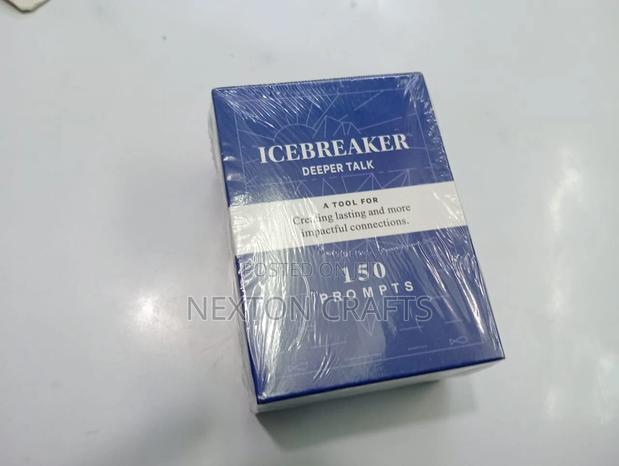 ICEBREAKER
DEEPER TALK
A TOOL FOR
Creating lasting and more
impactful connections.
POSTED ON
150
PROMPTS
NEXTON CRAFTS